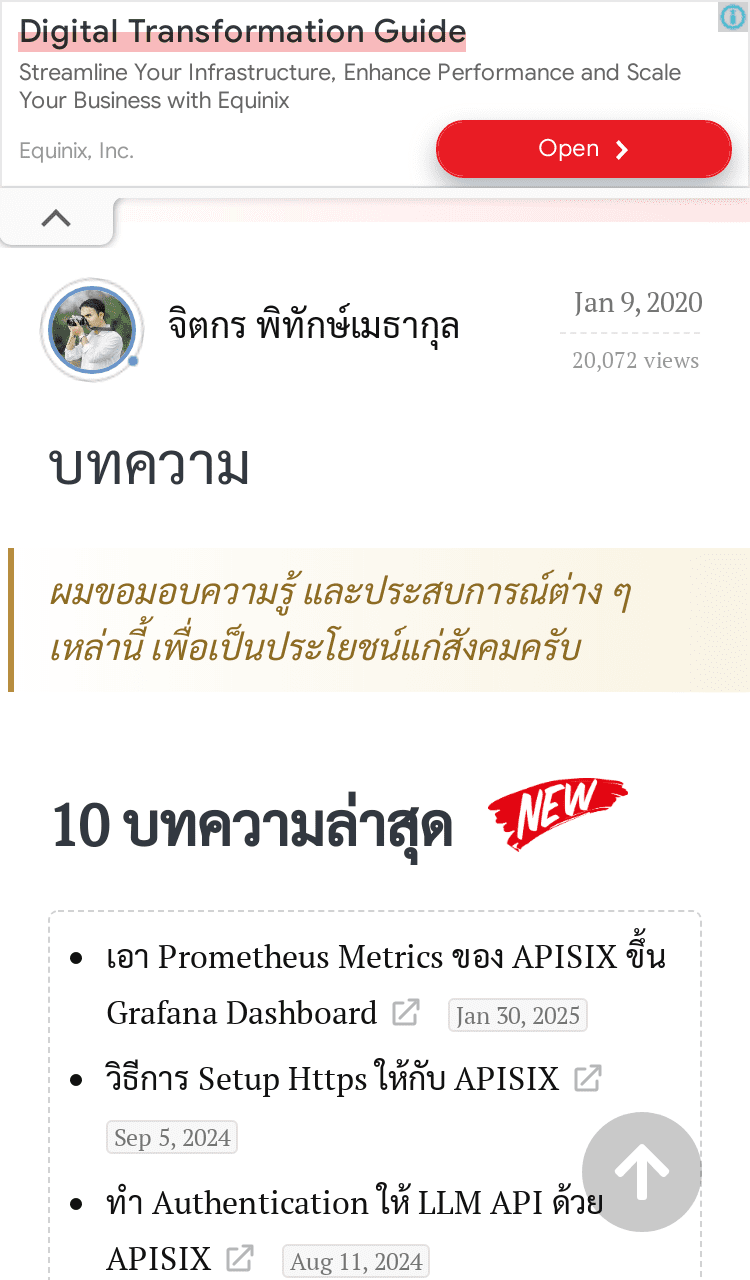 Digital Transformation Guide
Streamline Your Infrastructure, Enhance Performance and Scale
Your Business with Equinix
Equinix, Inc.
Open
จิตกร พิทักษ์เมธากุล
Jan 9, 2020
20,072 views
บทความ
ผมขอมอบความรู้ และประสบการณ์ต่าง ๆ
เหล่านี้ เพื่อเป็นประโยชน์แก่สังคมครับ
10 บทความล่าสุด
NEW
เอา Prometheus Metrics ของ APISIX ขึ้น
Grafana Dashboard Jan 30, 2025
วิธีการ Setup Https ให้กับ APISIX
Sep 5, 2024
ทำ Authentication ให้ LLM API ด้วย
APISIX Aug 11, 2024